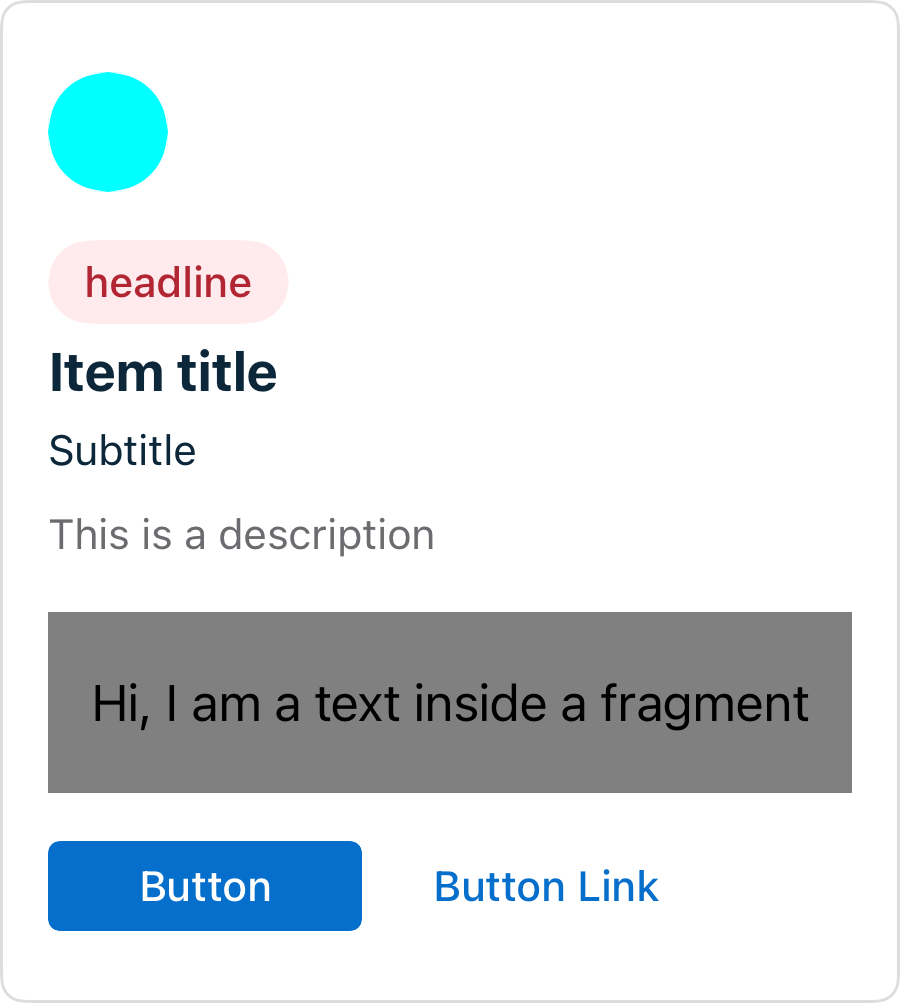 headline
Item title
Subtitle
This is a description
Hi, I am a text inside a fragment
Button
Button Link